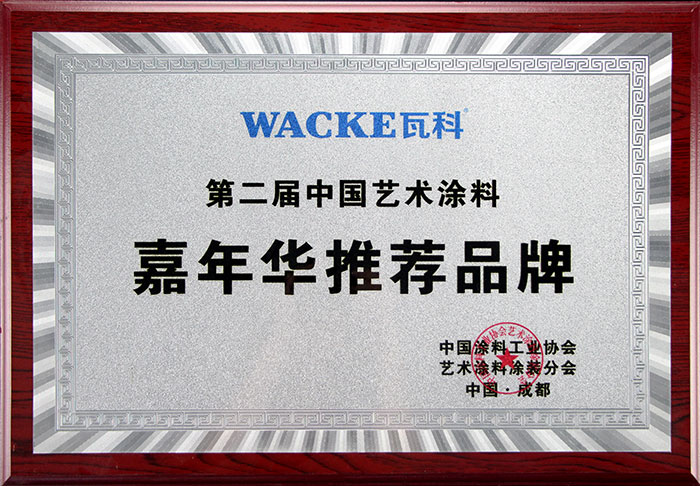 WACKE瓦科®
第二届中国艺术涂料
嘉年华推荐品牌
中国涂料工业协会
艺术涂料涂装分会
中国·成都